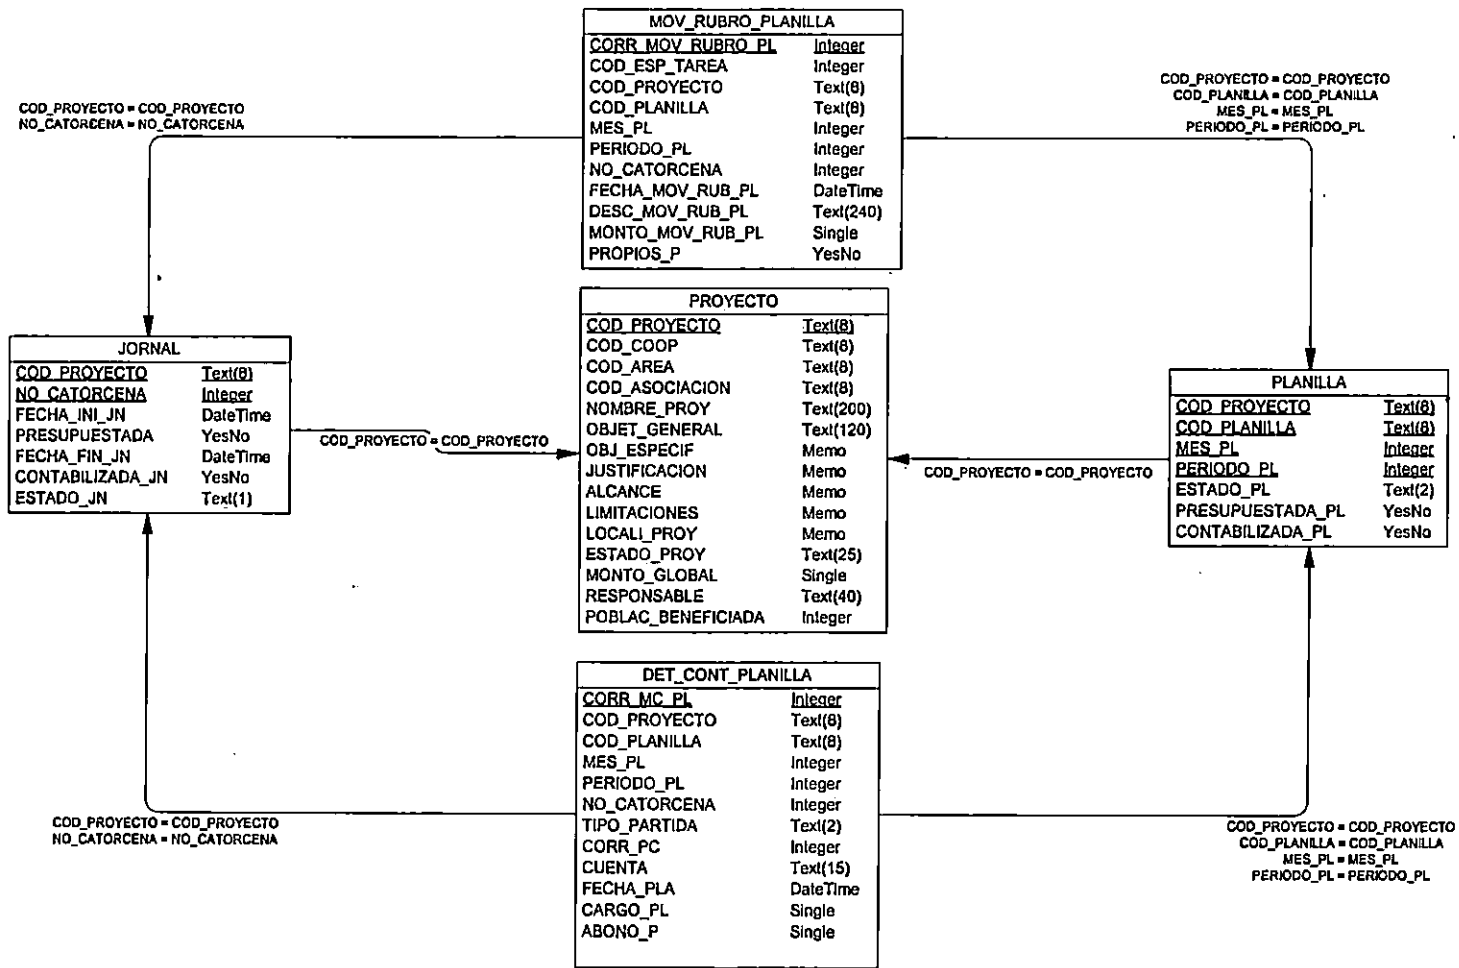 MOV_RUBRO_PLANILLA
CORR_MOV_RUBRO_PL Integer
COD_ESP_TAREA Integer
COD_PROYECTO Text(8)
COD_PLANILLA Text(8)
MES_PL Integer
PERIODO_PL Integer
NO_CATORCENA Integer
FECHA_MOV_RUB_PL DateTime
DESC_MOV_RUB_PL Text(240)
MONTO_MOV_RUB_PL Single
PROPIOS_P YesNo
COD_PROYECTO = COD_PROYECTO
NO_CATORCENA = NO_CATORCENA
COD_PROYECTO = COD_PROYECTO
COD_PLANILLA = COD_PLANILLA
MES_PL = MES_PL
PERIODO_PL = PERIODO_PL
JORNAL
COD_PROYECTO Text(8)
NO_CATORCENA Integer
FECHA_INI_JN DateTime
PRESUPUESTADA YesNo
FECHA_FIN_JN DateTime
CONTABILIZADA_JN YesNo
ESTADO_JN Text(1)
COD_PROYECTO = COD_PROYECTO
PROYECTO
COD_PROYECTO Text(8)
COD_COOP Text(8)
COD_AREA Text(8)
COD_ASOCIACION Text(8)
NOMBRE_PROY Text(200)
OBJET_GENERAL Text(120)
OBJ_ESPECIF Memo
JUSTIFICACION Memo
ALCANCE Memo
LIMITACIONES Memo
LOCALI_PROY Memo
ESTADO_PROY Text(25)
MONTO_GLOBAL Single
RESPONSABLE Text(40)
POBLAC_BENEFICIADA Integer
COD_PROYECTO = COD_PROYECTO
PLANILLA
COD_PROYECTO Text(8)
COD_PLANILLA Text(8)
MES_PL Integer
PERIODO_PL Integer
ESTADO_PL Text(2)
PRESUPUESTADA_PL YesNo
CONTABILIZADA_PL YesNo
DET_CONT_PLANILLA
CORR_MC_PL Integer
COD_PROYECTO Text(8)
COD_PLANILLA Text(8)
MES_PL Integer
PERIODO_PL Integer
NO_CATORCENA Integer
TIPO_PARTIDA Text(2)
CORR_PC Integer
CUENTA Text(15)
FECHA_PLA DateTime
CARGO_PL Single
ABONO_P Single
COD_PROYECTO = COD_PROYECTO
NO_CATORCENA = NO_CATORCENA
COD_PROYECTO = COD_PROYECTO
COD_PLANILLA = COD_PLANILLA
MES_PL = MES_PL
PERIODO_PL = PERIODO_PL